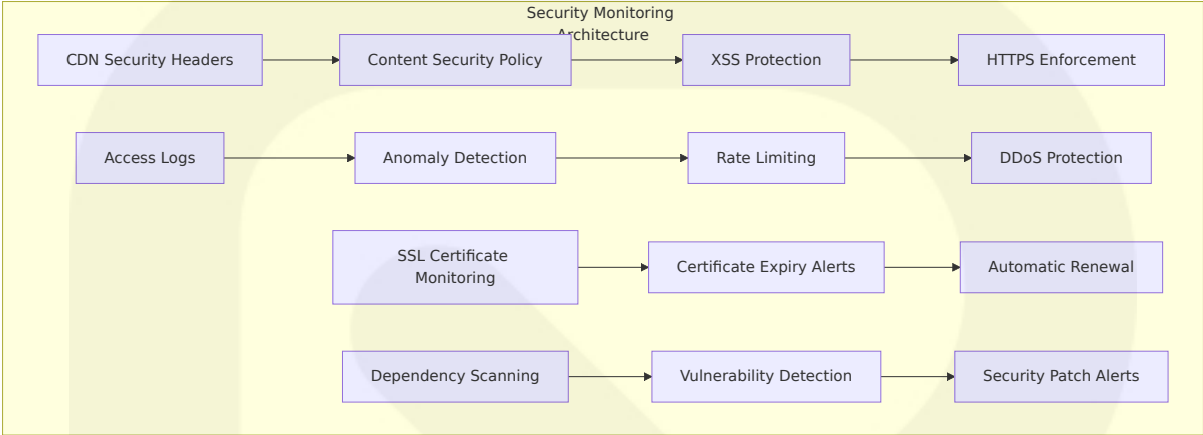 Security Monitoring
Architecture
CDN Security Headers
Content Security Policy
XSS Protection
HTTPS Enforcement
Access Logs
Anomaly Detection
Rate Limiting
DDoS Protection
SSL Certificate
Monitoring
Certificate Expiry Alerts
Automatic Renewal
Dependency Scanning
Vulnerability Detection
Security Patch Alerts